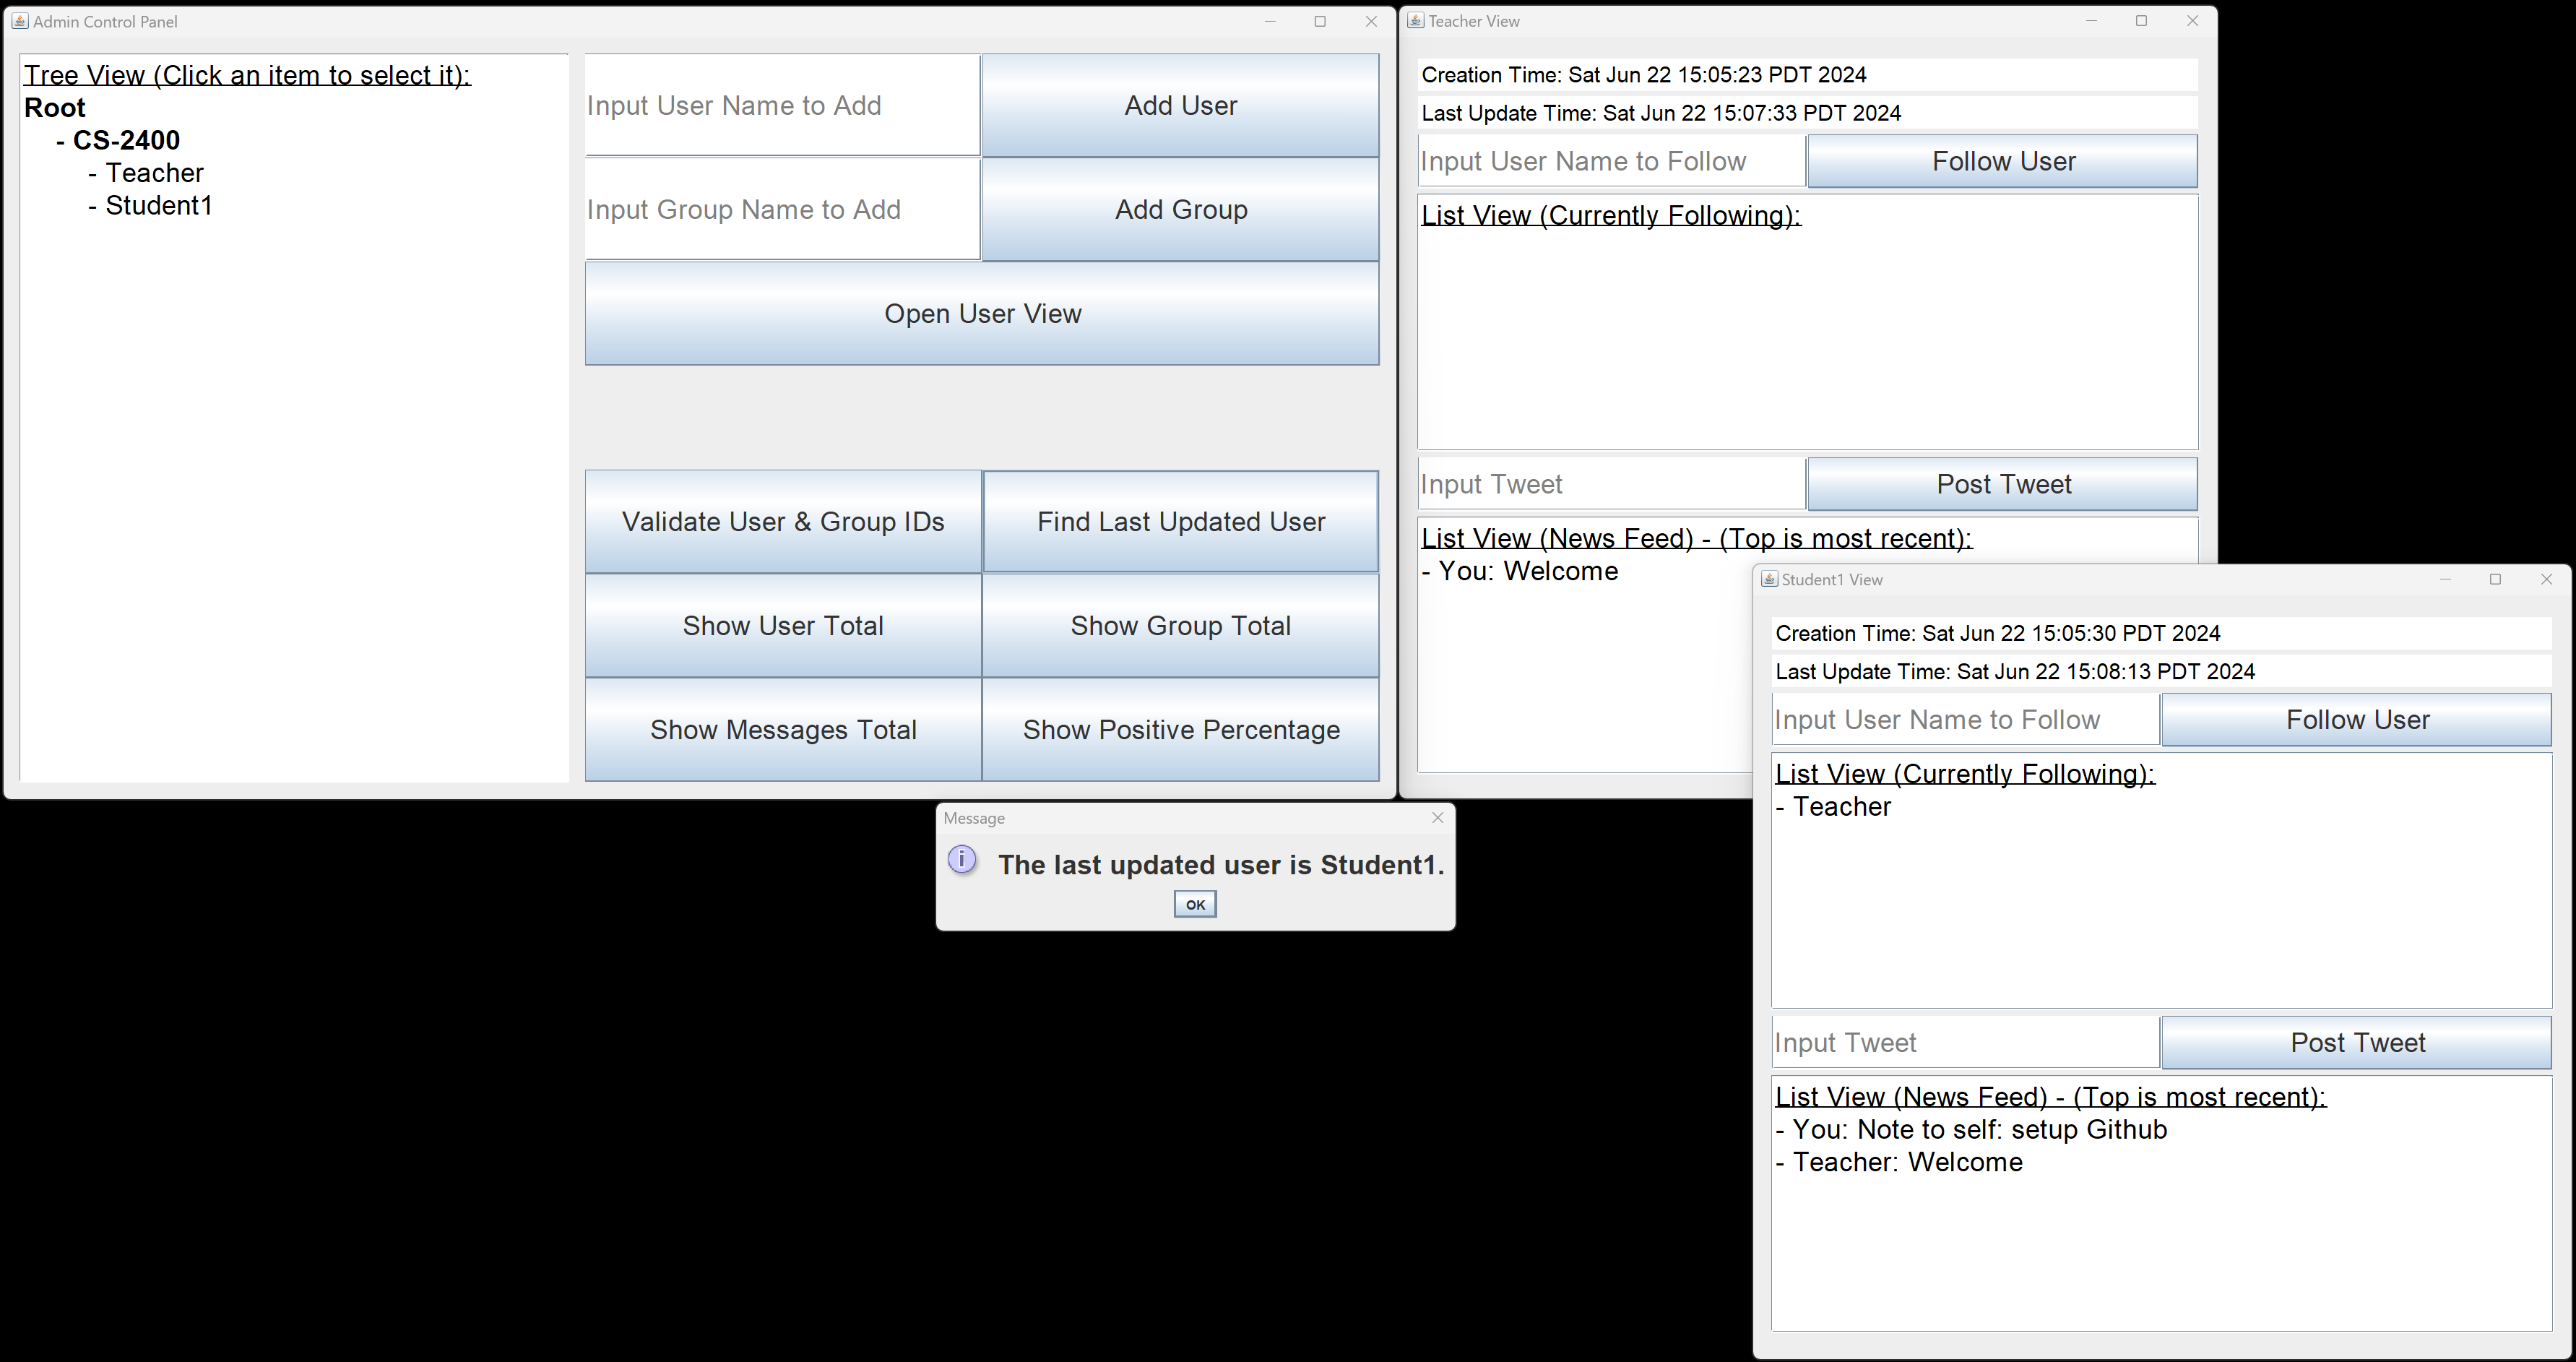 Admin Control Panel
Tree View (Click an item to select it):
Root
- CS-2400
- Teacher
- Student1
Input User Name to Add
Add User
Input Group Name to Add
Add Group
Open User View
Validate User & Group IDs
Find Last Updated User
Show User Total
Show Group Total
Show Messages Total
Show Positive Percentage
Teacher View
Creation Time: Sat Jun 22 15:05:23 PDT 2024
Last Update Time: Sat Jun 22 15:07:33 PDT 2024
Input User Name to Follow
Follow User
List View (Currently Following):
Input Tweet
Post Tweet
List View (News Feed) - (Top is most recent):
- You: Welcome
Message
The last updated user is Student1.
OK
Student1 View
Creation Time: Sat Jun 22 15:05:30 PDT 2024
Last Update Time: Sat Jun 22 15:08:13 PDT 2024
Input User Name to Follow
Follow User
List View (Currently Following):
- Teacher
Input Tweet
Post Tweet
List View (News Feed) - (Top is most recent):
- You: Note to self: setup Github
- Teacher: Welcome